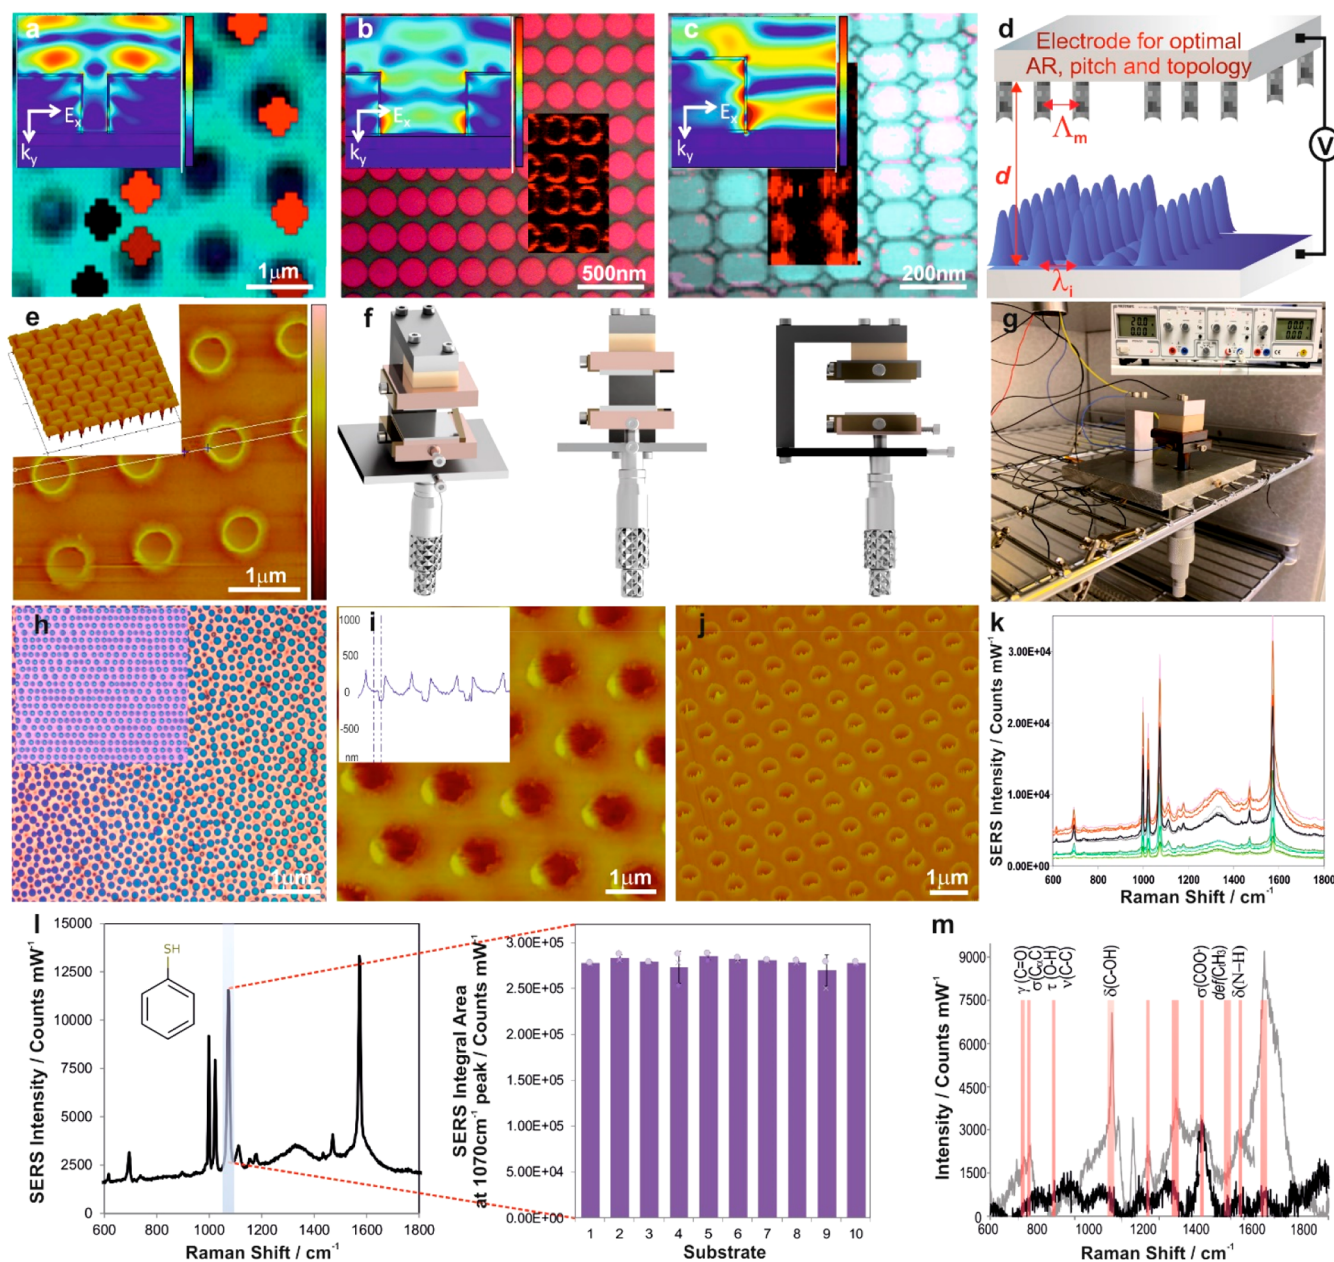 a
Eₓ
kᵧ
1μm
b
Eₓ
kᵧ
500nm
c
Eₓ
kᵧ
200nm
d
Electrode for optimal
AR, pitch and topology
Λm
d
λi
V
e
1μm
f
g
h
1μm
i
1000
500
0
-500
nm
1μm
j
1μm
k
SERS Intensity / Counts mW⁻¹
3.00E+04
2.00E+04
1.00E+04
0.00E+00
600 800 1000 1200 1400 1600 1800
Raman Shift / cm⁻¹
l
SERS Intensity / Counts mW⁻¹
15000
12500
10000
7500
5000
2500
0
SH
600 800 1000 1200 1400 1600 1800
Raman Shift / cm⁻¹
SERS Integral Area
at 1070cm⁻¹ peak / Counts mW⁻¹
3.00E+05
2.50E+05
2.00E+05
1.50E+05
1.00E+05
5.00E+04
0.00E+00
1 2 3 4 5 6 7 8 9 10
Substrate
m
Intensity / Counts mW⁻¹
9000
7500
6000
4500
3000
1500
0
γ(C=O)
σ(CαC)
τ(O-H)
ν(C-C)
δ(C-OH)
σ(COO⁻)
δ(N-H)
600 800 1000 1200 1400 1600 1800
Raman Shift / cm⁻¹